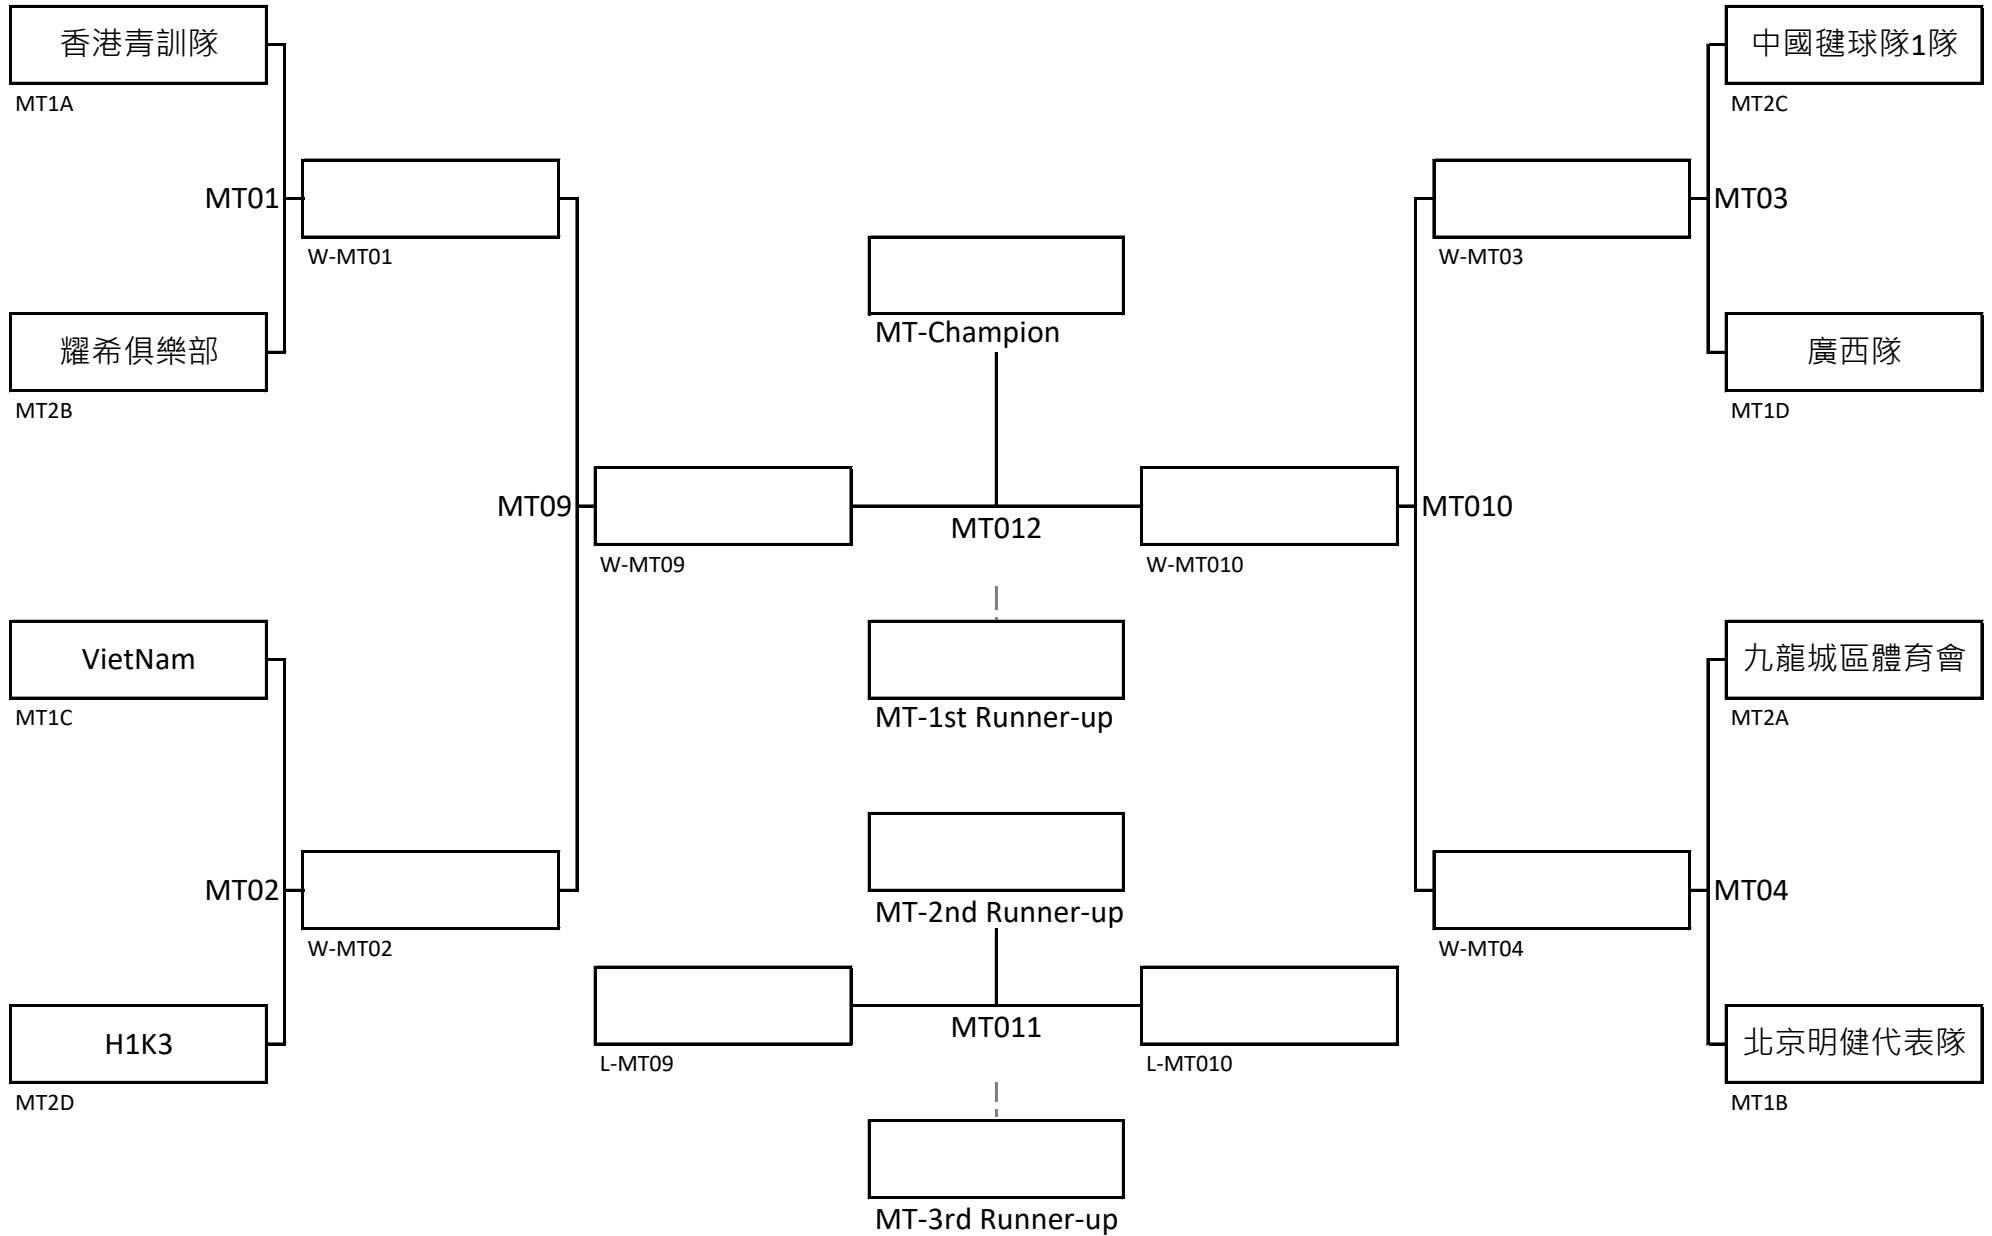 香港青訓隊
MT1A
MT01
W-MT01
耀希俱樂部
MT2B
MT09
W-MT09
VietNam
MT1C
MT02
W-MT02
H1K3
MT2D
MT-Champion
MT012
MT-1st Runner-up
MT-2nd Runner-up
MT011
L-MT09
L-MT010
MT-3rd Runner-up
中國毽球隊1隊
MT2C
W-MT03
MT03
廣西隊
MT1D
W-MT010
MT010
九龍城區體育會
MT2A
W-MT04
MT04
北京明健代表隊
MT1B